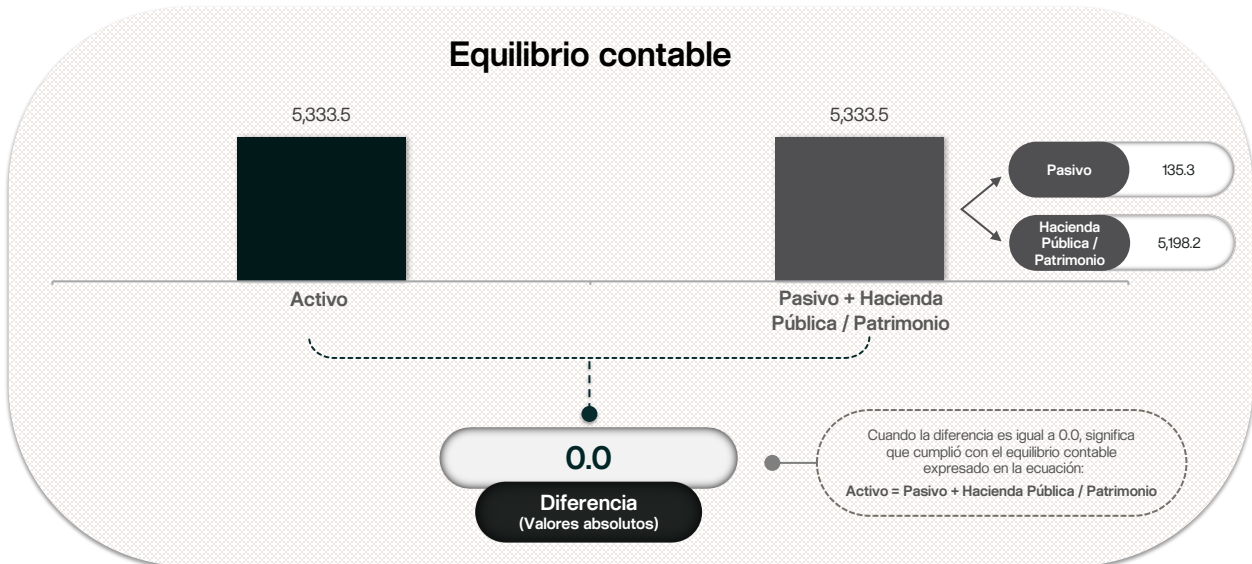 Equilibrio contable
5,333.5
5,333.5
Pasivo
135.3
Hacienda
Pública /
Patrimonio
5,198.2
Activo
Pasivo + Hacienda
Pública / Patrimonio
0.0
Diferencia
(Valores absolutos)
Cuando la diferencia es igual a 0.0, significa
que cumplió con el equilibrio contable
expresado en la ecuación:
Activo = Pasivo + Hacienda Pública / Patrimonio